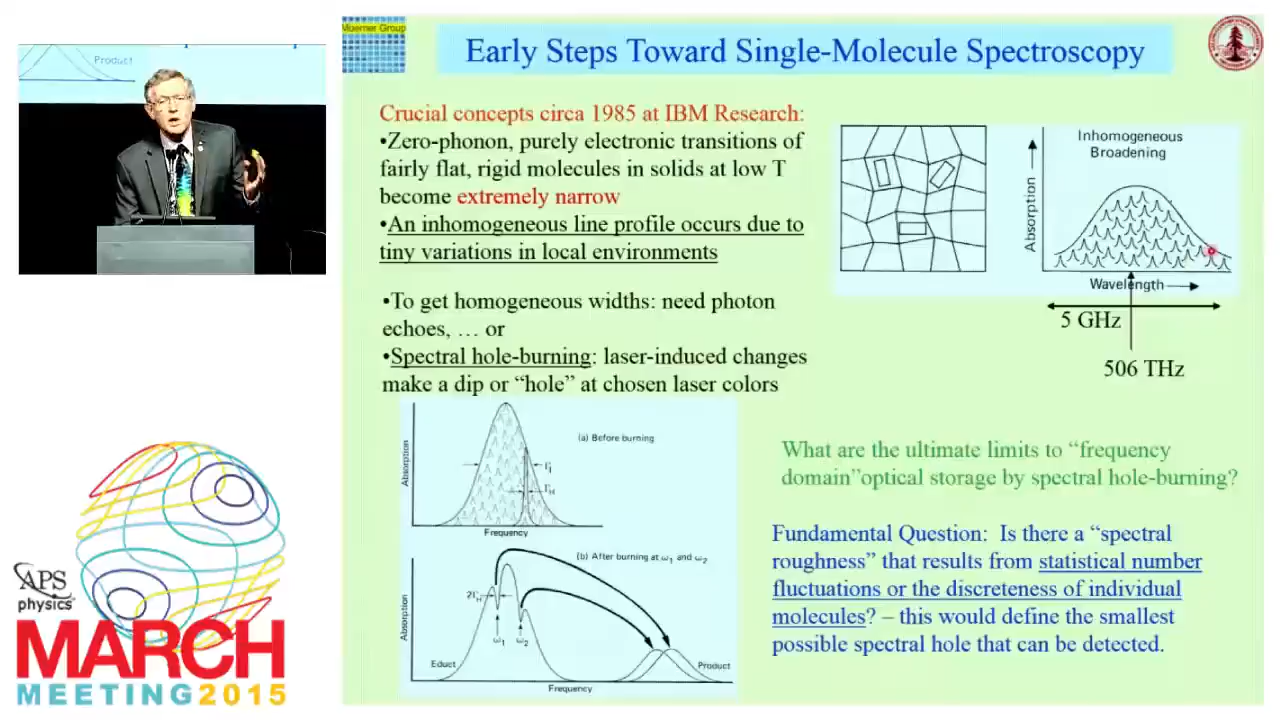 Product
Moerner Group
Early Steps Toward Single-Molecule Spectroscopy
Crucial concepts circa 1985 at IBM Research:
•Zero-phonon, purely electronic transitions of
fairly flat, rigid molecules in solids at low T
become extremely narrow
•An inhomogeneous line profile occurs due to
tiny variations in local environments
•To get homogeneous widths: need photon
echoes, … or
•Spectral hole-burning: laser-induced changes
make a dip or “hole” at chosen laser colors
Inhomogeneous
Broadening
Absorption
Wavelength
5 GHz
506 THz
(a) Before burning
Absorption
ΓI
ΓH
Frequency
(b) After burning at ω1 and ω2
Absorption
2ΓH
ω1
ω2
Educt
Product
Frequency
What are the ultimate limits to “frequency
domain”optical storage by spectral hole-burning?
Fundamental Question: Is there a “spectral
roughness” that results from statistical number
fluctuations or the discreteness of individual
molecules? – this would define the smallest
possible spectral hole that can be detected.
APS
physics
MARCH
MEETING 2015